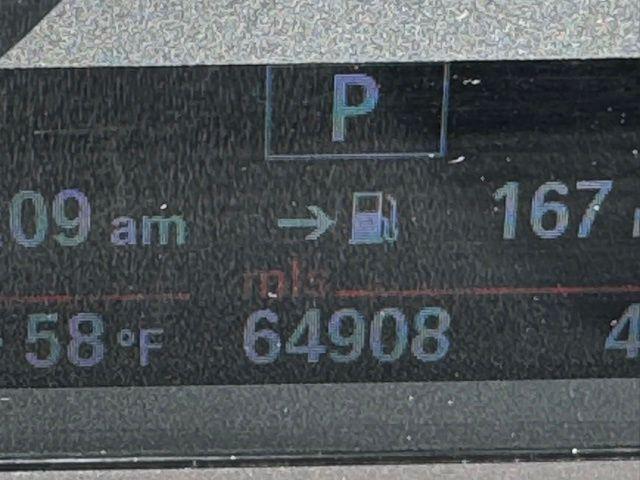 P
:09 am → 167
mls
58 °F 64908 4